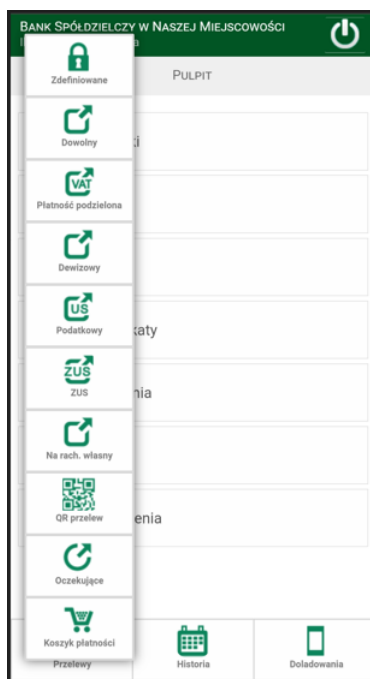 BANK SPÓŁDZIELCZY W NASZEJ MIEJSCOWOŚCI
PULPIT
Zdefiniowane
Dowolny
VAT
Płatność podzielona
Dewizowy
US
Podatkowy
ZUS
ZUS
Na rach. własny
QR przelew
Oczekujące
Koszyk płatności
Przelewy
Historia
Doładowania